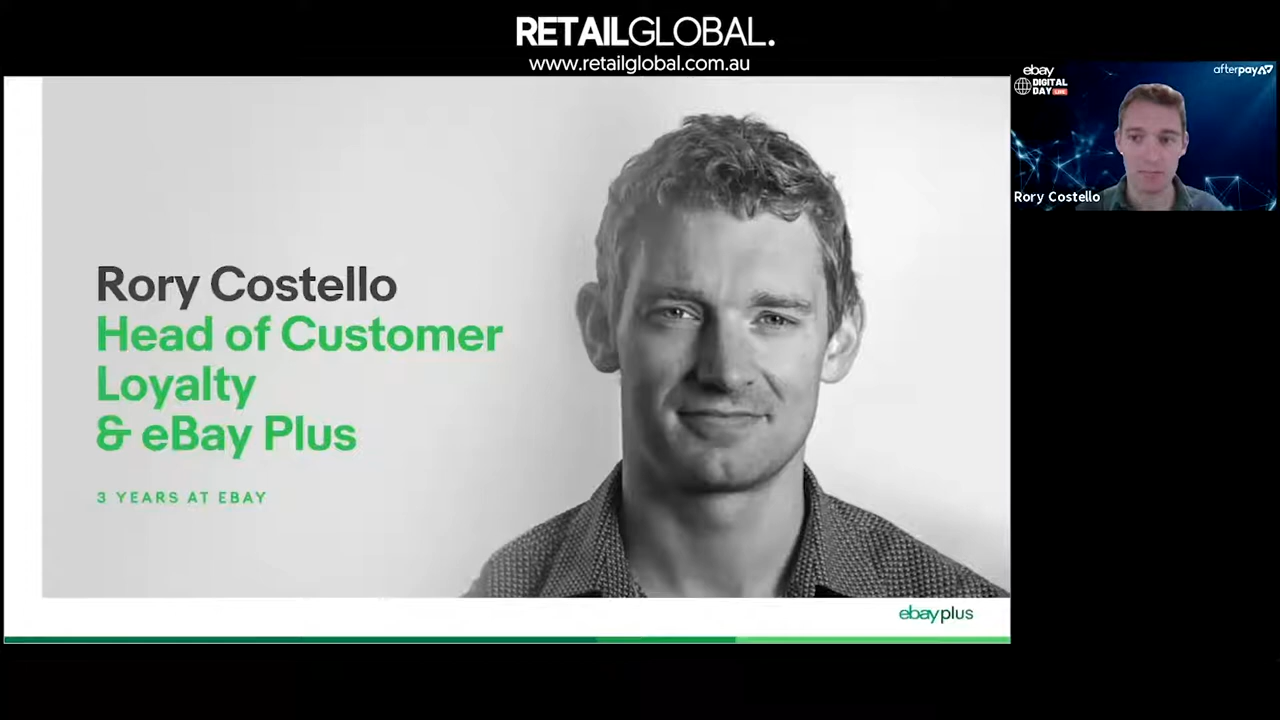 RETAILGLOBAL.
www.retailglobal.com.au
ebay
DIGITAL
DAY LIVE
afterpay
Rory Costello
Rory Costello
Head of Customer
Loyalty
& eBay Plus
3 YEARS AT EBAY
ebayplus